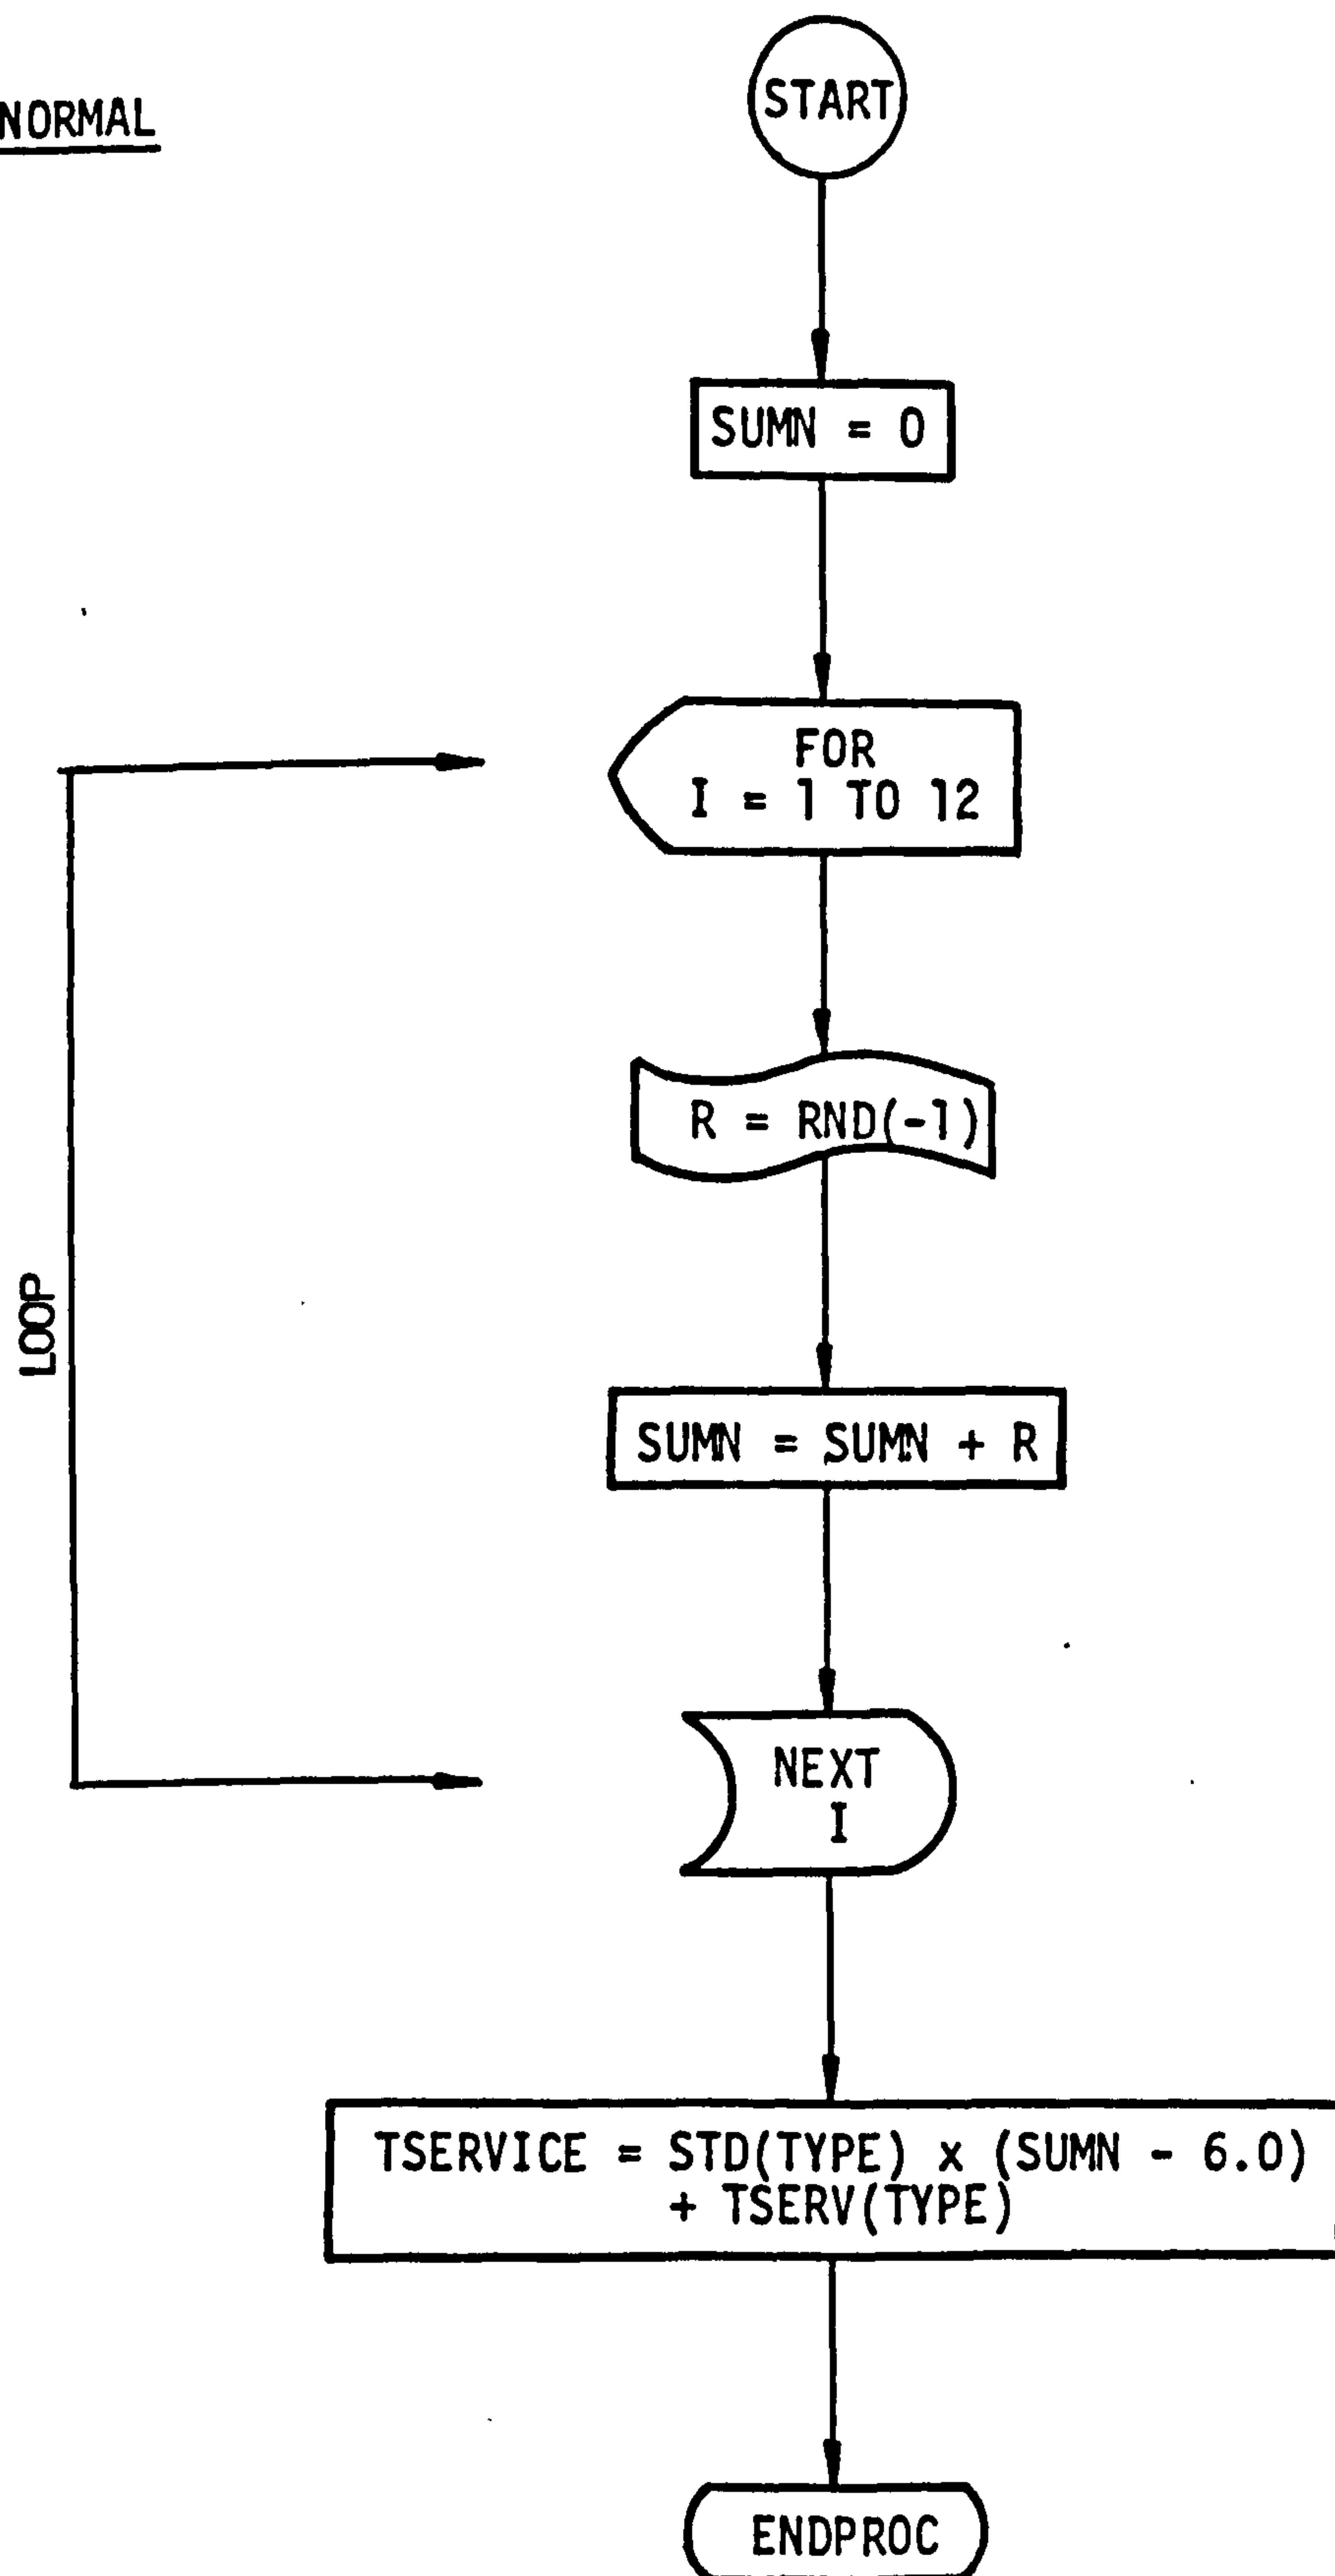 NORMAL
START
SUMN = 0
FOR
I = 1 TO 12
R = RND(-1)
LOOP
SUMN = SUMN + R
NEXT
I
TSERVICE = STD(TYPE) x (SUMN - 6.0)
+ TSERV(TYPE)
ENDPROC